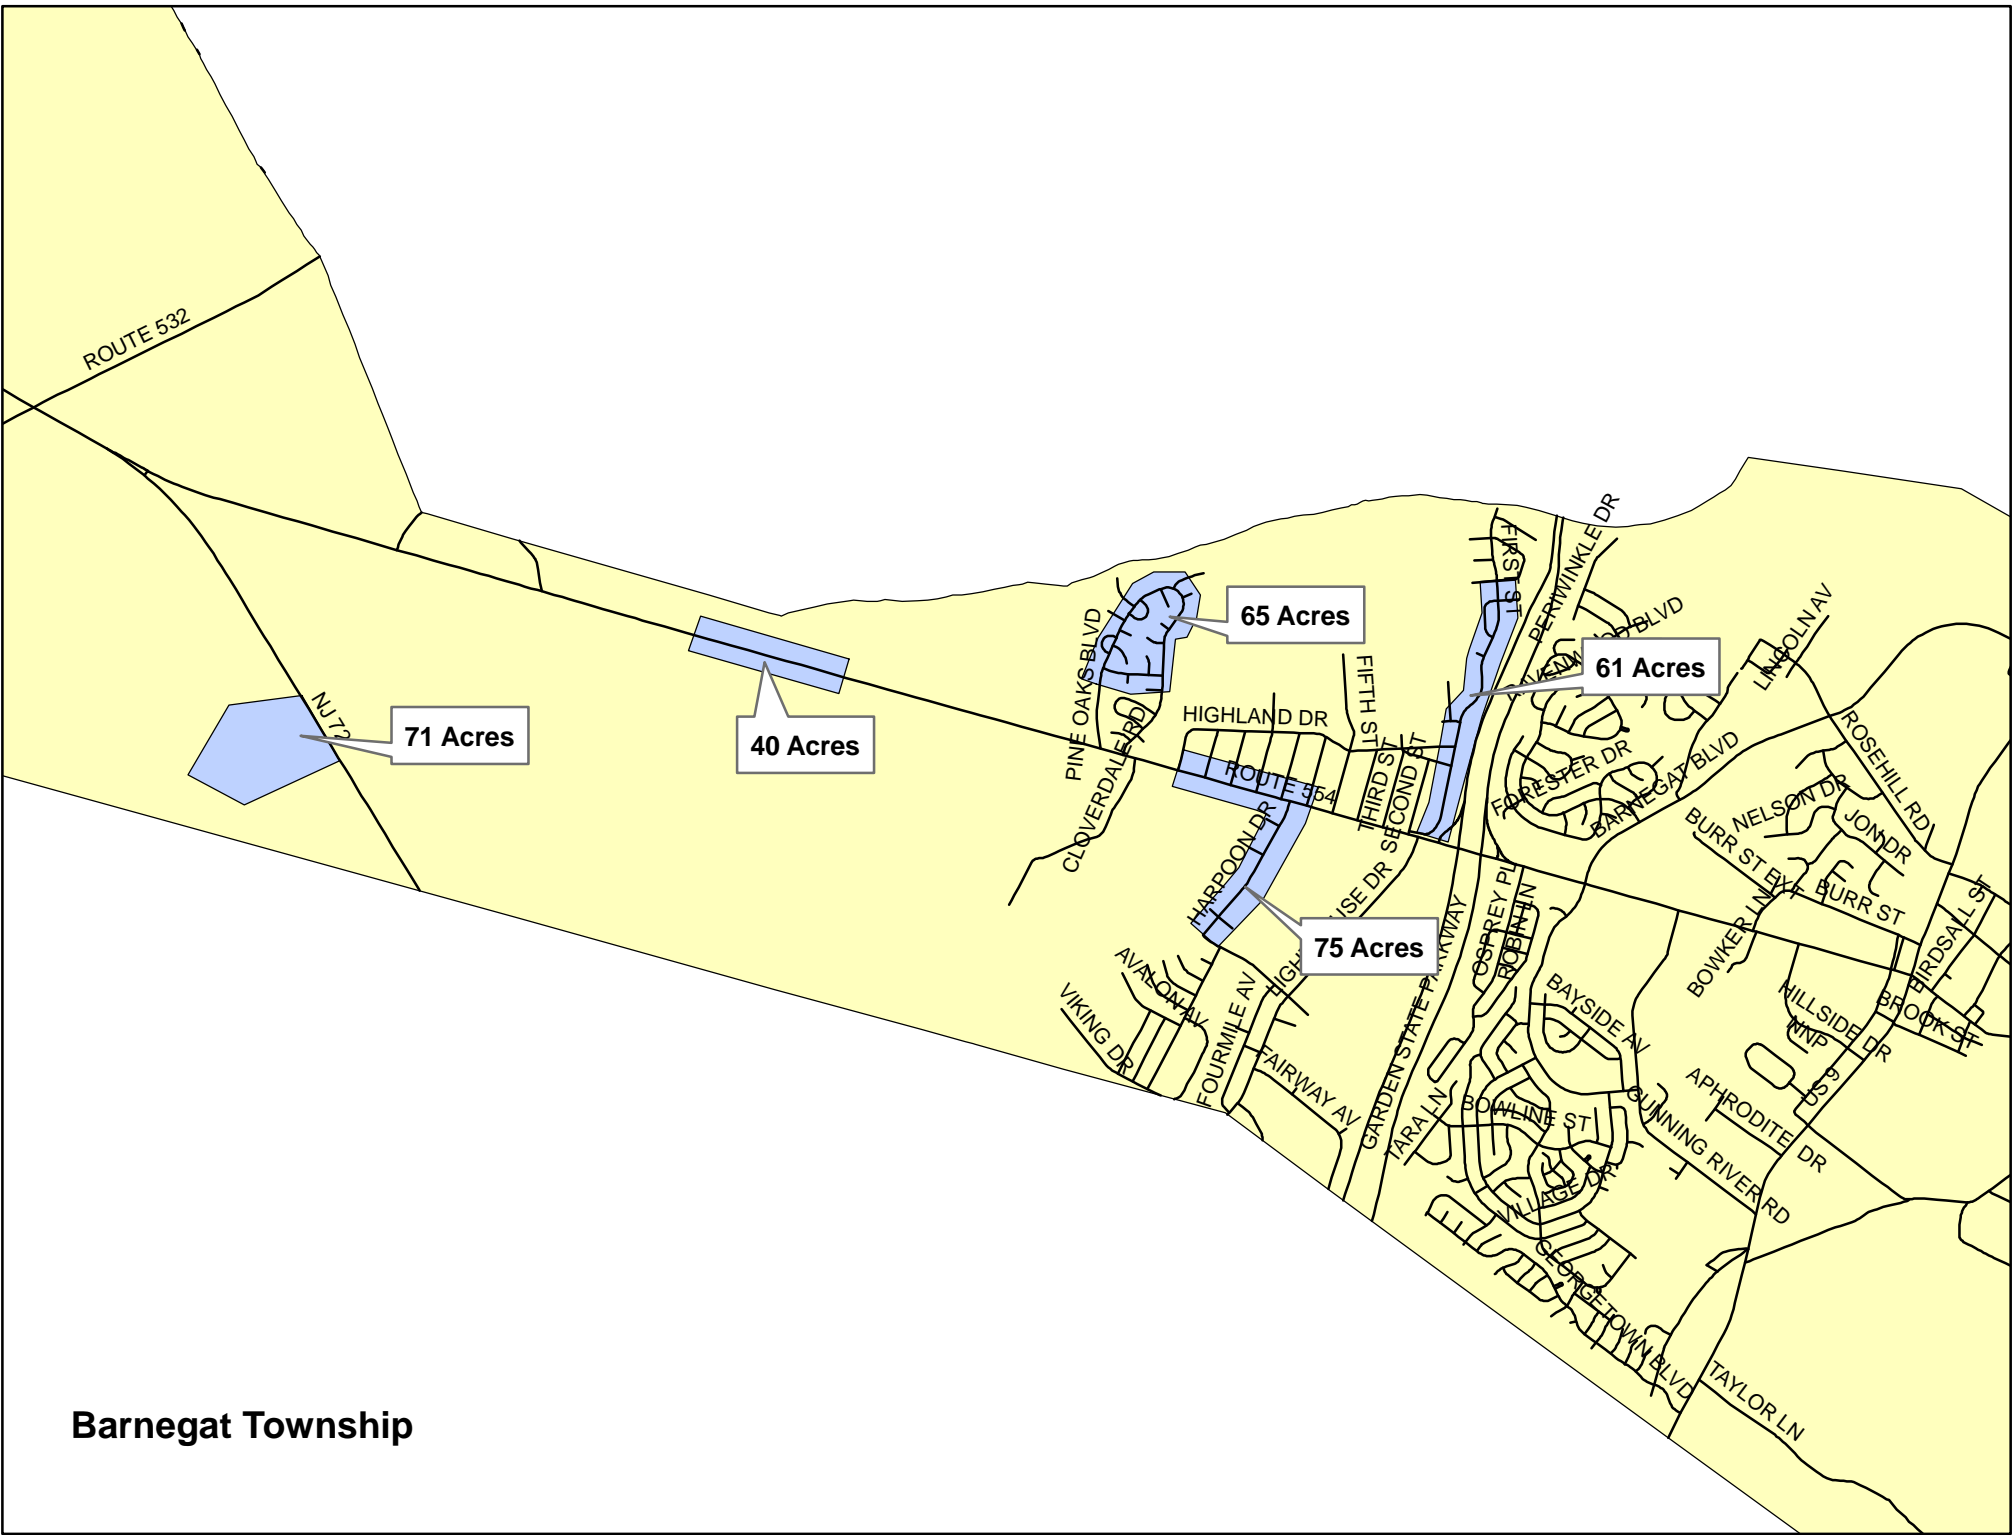 ROUTE 532
FIRST ST
PERIWINKLE DR
65 Acres
PINE OAKS BLVD
LINCOLN AV
61 Acres
FIFTH ST
NJ 72
71 Acres
40 Acres
HIGHLAND DR
CLOVERDALE RD
ROUTE 554
THIRD ST
SECOND ST
FORESTER DR
BARNEGAT BLVD
ROSEHILL RD
NELSON DR
JON DR
BURR ST EXT
BURR ST
HARPOON DR
75 Acres
OSPREY PL
ROBIN LN
BOWKER LN
BIRDSALL ST
AVALON AV
VIKING DR
FOURMILE AV
FAIRWAY AV
GARDEN STATE PARKWAY
BAYSIDE AV
HILLSIDE DR
BROOK ST
NNP
US 9
TARA LN
BOWLINE ST
GUNNING RIVER RD
APHRODITE DR
VILLAGE DR
GEORGETOWN BLVD
TAYLOR LN
Barnegat Township